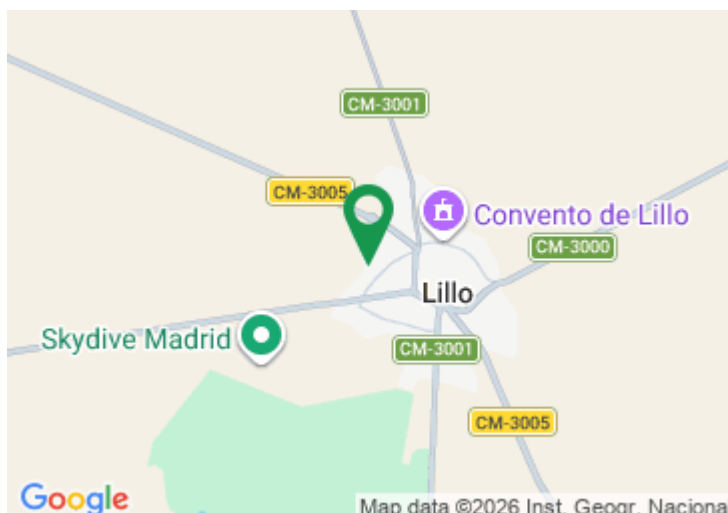 CM-3001
CM-3005
Convento de Lillo
CM-3000
Lillo
Skydive Madrid
CM-3001
CM-3005
Google
Map data ©2026 Inst. Geogr. Naciona